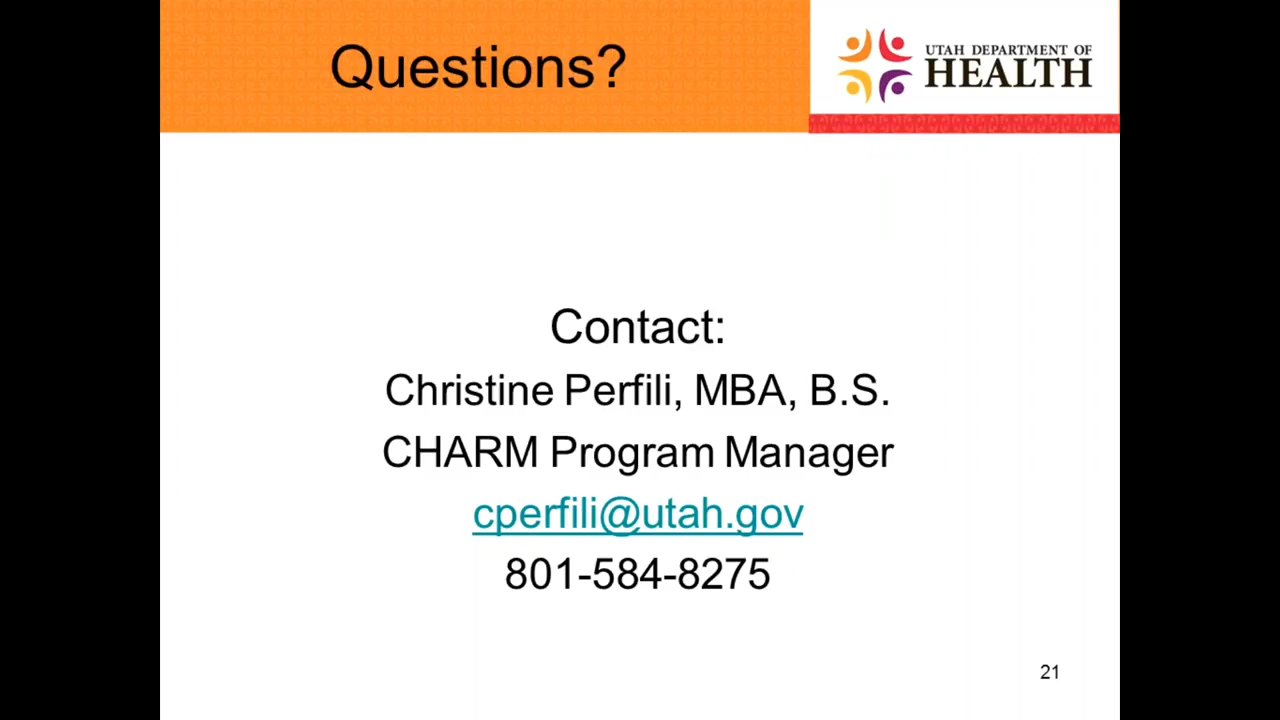 Questions?
UTAH DEPARTMENT OF
HEALTH
Contact:
Christine Perfili, MBA, B.S.
CHARM Program Manager
cperfili@utah.gov
801-584-8275
21